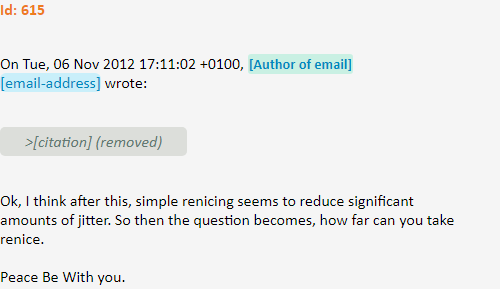 Id: 615
On Tue, 06 Nov 2012 17:11:02 +0100, [Author of email]
[email-address] wrote:
>[citation] (removed)
Ok, I think after this, simple renicing seems to reduce significant
amounts of jitter. So then the question becomes, how far can you take
renice.
Peace Be With you.